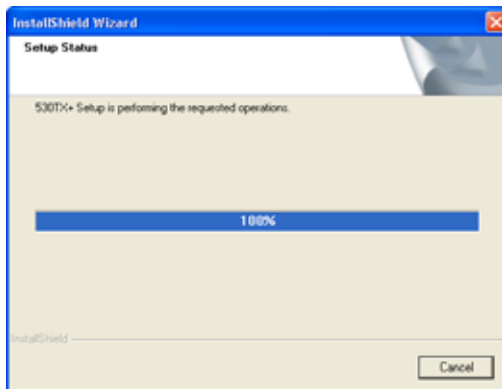 InstallShield Wizard
Setup Status
530TX+ Setup is performing the requested operations.
100%
InstallShield
Cancel